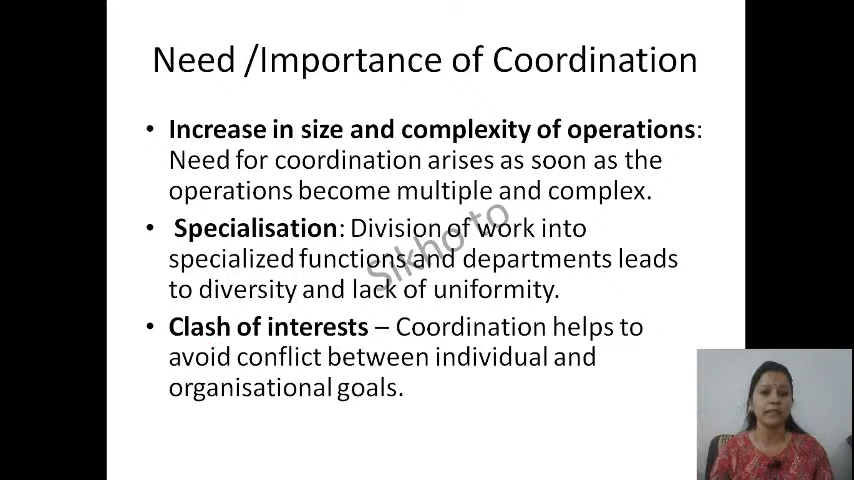 Need /Importance of Coordination
• Increase in size and complexity of operations:
Need for coordination arises as soon as the
operations become multiple and complex.
• Specialisation: Division of work into
specialized functions and departments leads
to diversity and lack of uniformity.
• Clash of interests – Coordination helps to
avoid conflict between individual and
organisational goals.
Sikho to